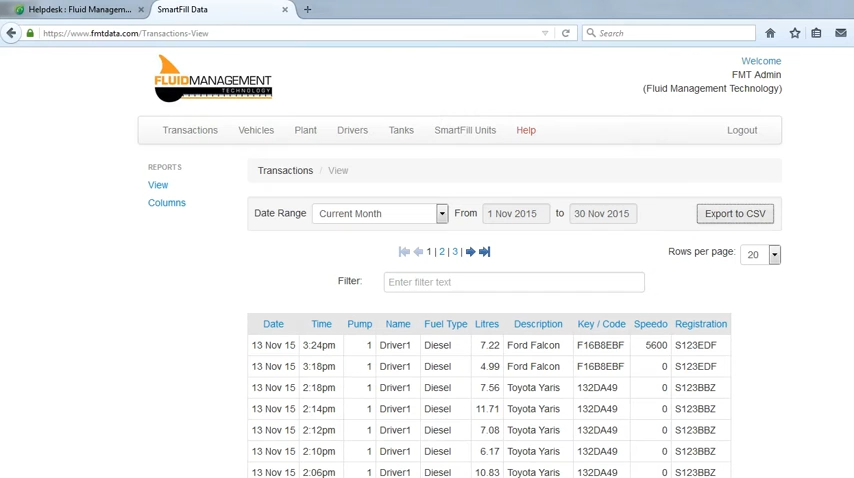 Helpdesk : Fluid Managem... ×
SmartFill Data ×
https://www.fmtdata.com/Transactions-View
Search
FLUIDMANAGEMENT
TECHNOLOGY
Welcome
FMT Admin
(Fluid Management Technology)
Transactions Vehicles Plant Drivers Tanks SmartFill Units Help Logout
REPORTS
View
Columns
Transactions / View
Date Range Current Month From 1 Nov 2015 to 30 Nov 2015 Export to CSV
1 | 2 | 3 |
Rows per page: 20
Filter: Enter filter text
Date Time Pump Name Fuel Type Litres Description Key / Code Speedo Registration
13 Nov 15 3:24pm 1 Driver1 Diesel 7.22 Ford Falcon F16B8EBF 5600 S123EDF
13 Nov 15 3:18pm 1 Driver1 Diesel 4.99 Ford Falcon F16B8EBF 0 S123EDF
13 Nov 15 2:18pm 1 Driver1 Diesel 7.56 Toyota Yaris 132DA49 0 S123BBZ
13 Nov 15 2:14pm 1 Driver1 Diesel 11.71 Toyota Yaris 132DA49 0 S123BBZ
13 Nov 15 2:12pm 1 Driver1 Diesel 7.08 Toyota Yaris 132DA49 0 S123BBZ
13 Nov 15 2:10pm 1 Driver1 Diesel 6.17 Toyota Yaris 132DA49 0 S123BBZ
13 Nov 15 2:06pm 1 Driver1 Diesel 10.83 Toyota Yaris 132DA49 0 S123BBZ